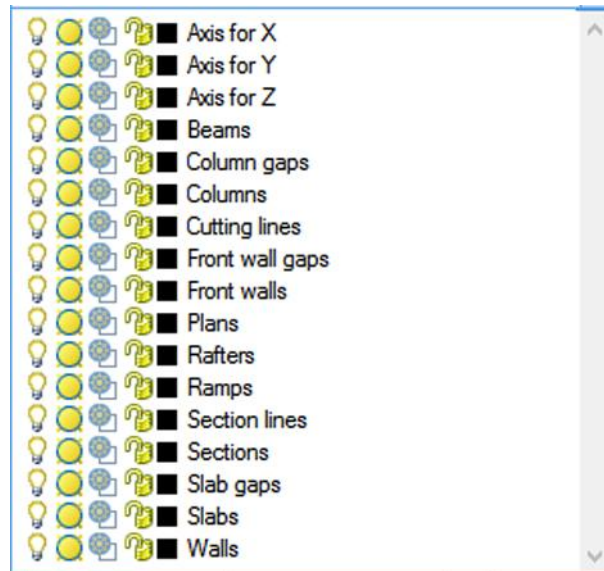 Axis for X
Axis for Y
Axis for Z
Beams
Column gaps
Columns
Cutting lines
Front wall gaps
Front walls
Plans
Rafters
Ramps
Section lines
Sections
Slab gaps
Slabs
Walls